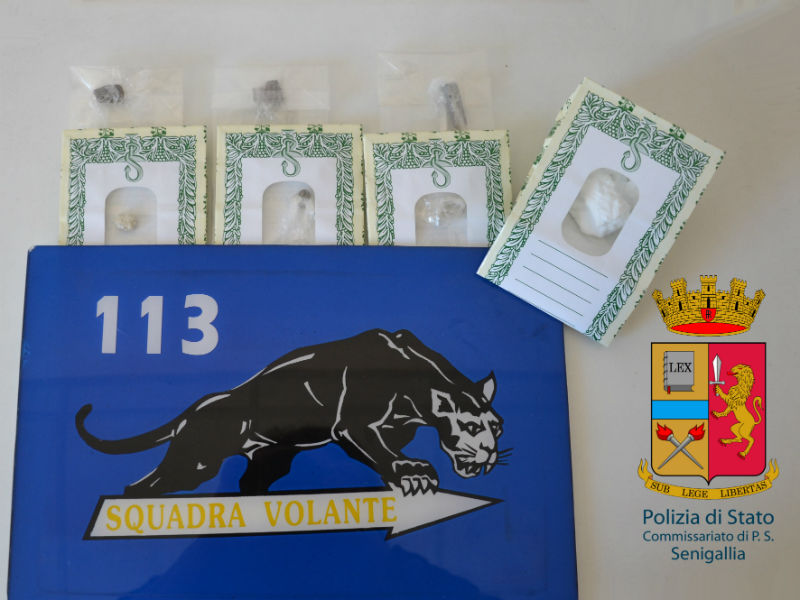 113
SQUADRA VOLANTE
LEX
SUB LEGE LIBERTAS
Polizia di Stato
Commissariato di P. S.
Senigallia